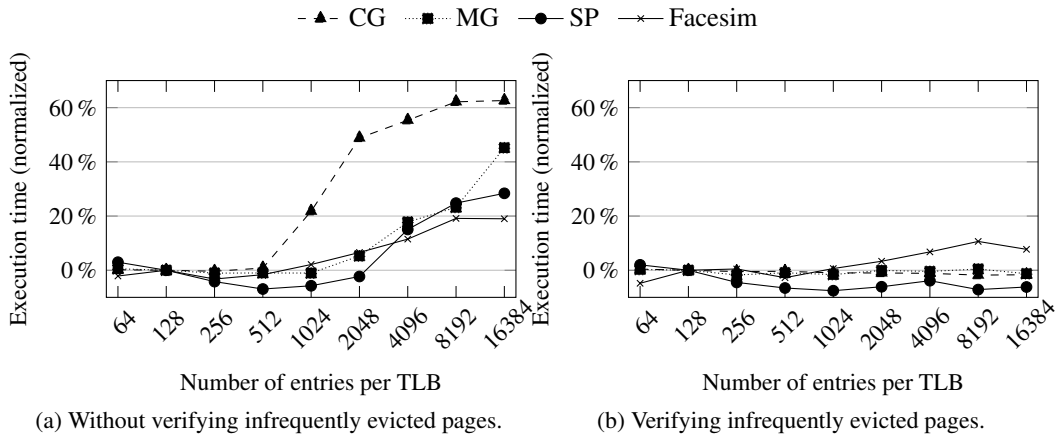 CG MG SP Facesim
Execution time (normalized)
60 %
40 %
20 %
0 %
64 128 256 512 1024 2048 4096 8192 16384
Number of entries per TLB
(a) Without verifying infrequently evicted pages.
Execution time (normalized)
60 %
40 %
20 %
0 %
64 128 256 512 1024 2048 4096 8192 16384
Number of entries per TLB
(b) Verifying infrequently evicted pages.